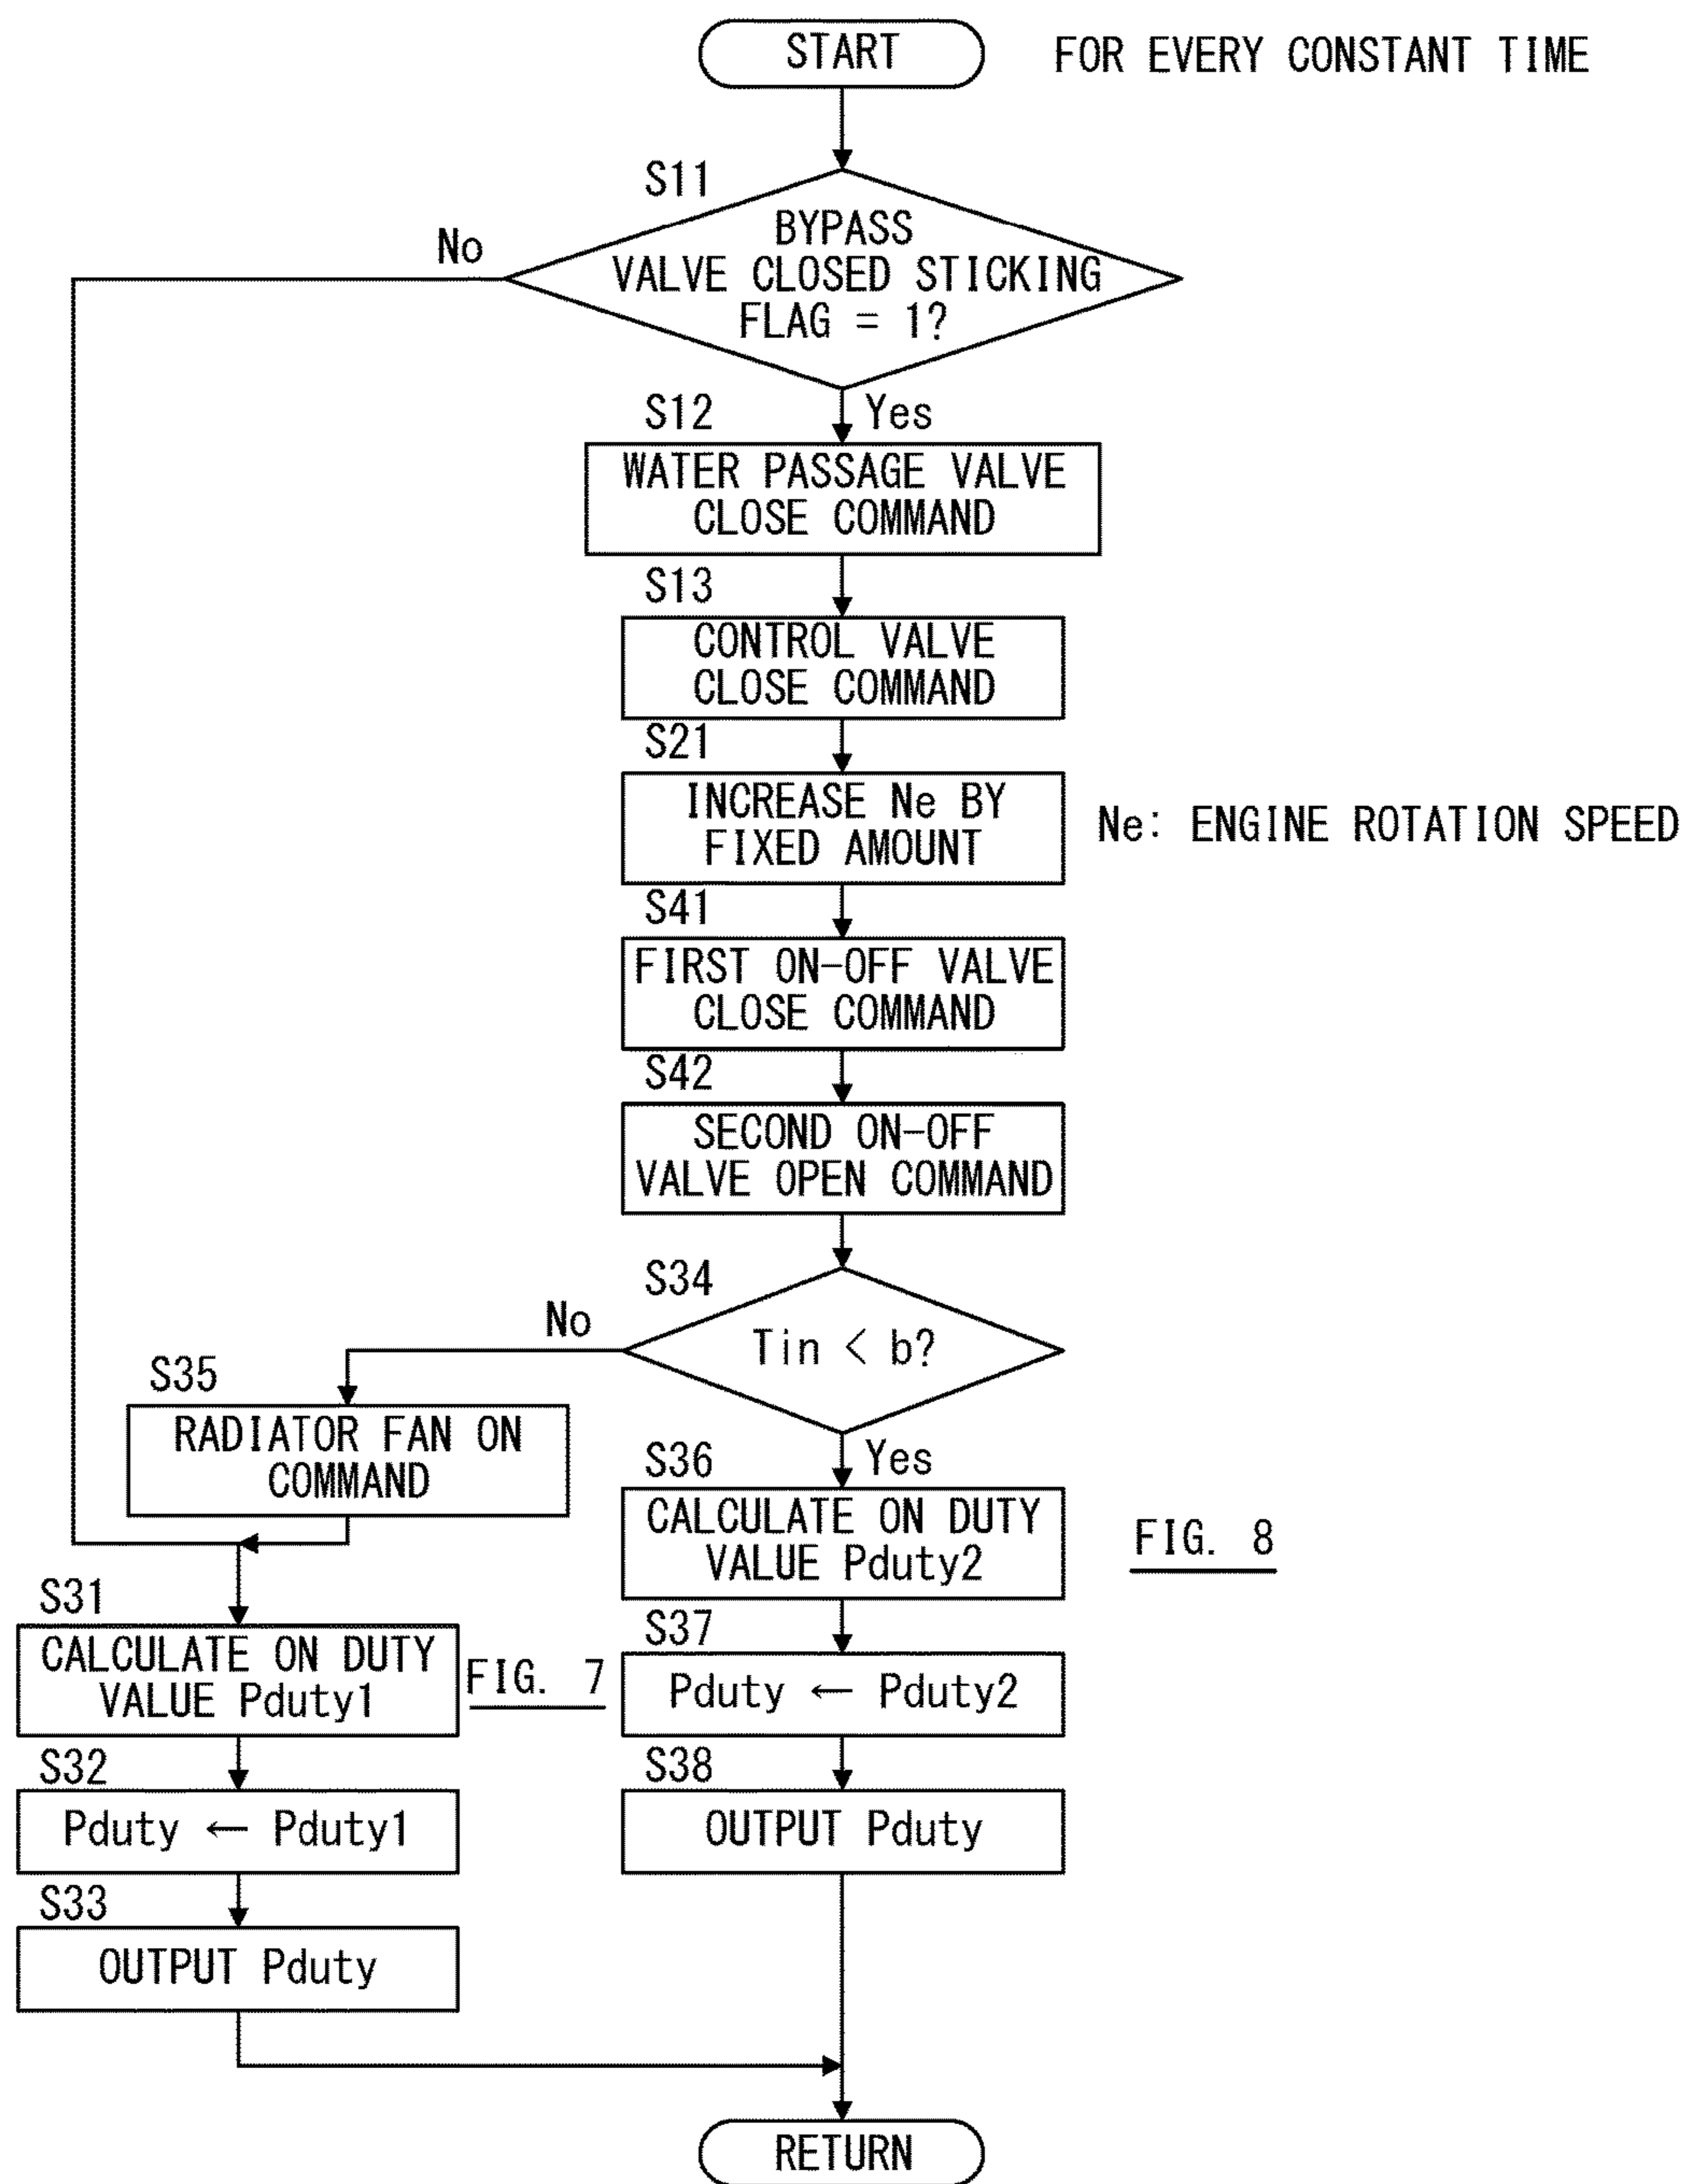 START
FOR EVERY CONSTANT TIME
S11
BYPASS
VALVE CLOSED STICKING
FLAG = 1?
No
S12
Yes
WATER PASSAGE VALVE
CLOSE COMMAND
S13
CONTROL VALVE
CLOSE COMMAND
S21
INCREASE Ne BY
FIXED AMOUNT
Ne: ENGINE ROTATION SPEED
S41
FIRST ON-OFF VALVE
CLOSE COMMAND
S42
SECOND ON-OFF
VALVE OPEN COMMAND
S34
Tin < b?
No
S35
RADIATOR FAN ON
COMMAND
S36
Yes
CALCULATE ON DUTY
VALUE Pduty2
FIG. 8
S31
CALCULATE ON DUTY
VALUE Pduty1
FIG. 7
S37
Pduty ← Pduty2
S32
Pduty ← Pduty1
S38
OUTPUT Pduty
S33
OUTPUT Pduty
RETURN